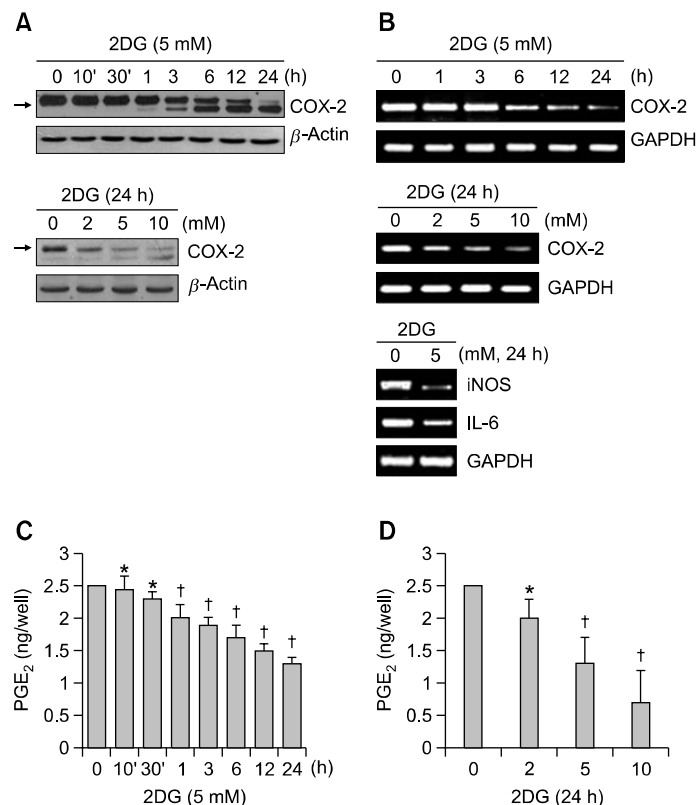 A
2DG (5 mM)
0 10' 30' 1 3 6 12 24 (h)
COX-2
β-Actin
2DG (24 h)
0 2 5 10 (mM)
COX-2
β-Actin
B
2DG (5 mM)
0 1 3 6 12 24 (h)
COX-2
GAPDH
2DG (24 h)
0 2 5 10 (mM)
COX-2
GAPDH
2DG
0 5 (mM, 24 h)
iNOS
IL-6
GAPDH
C
PGE₂ (ng/well)
3
2.5
2
1.5
1
0.5
0
* * † † † † †
0 10' 30' 1 3 6 12 24 (h)
2DG (5 mM)
D
PGE₂ (ng/well)
3
2.5
2
1.5
1
0.5
0
* † †
0 2 5 10
2DG (24 h)